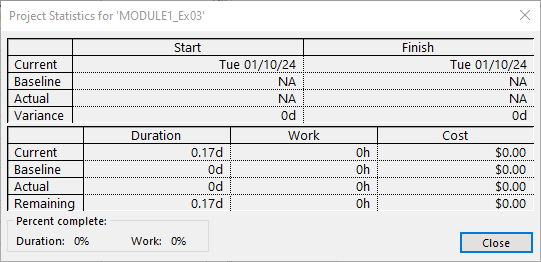 Project Statistics for 'MODULE1_Ex03'
Start Finish
Current Tue 01/10/24 Tue 01/10/24
Baseline NA NA
Actual NA NA
Variance 0d 0d
Duration Work Cost
Current 0.17d 0h $0.00
Baseline 0d 0h $0.00
Actual 0d 0h $0.00
Remaining 0.17d 0h $0.00
Percent complete:
Duration: 0% Work: 0%
Close